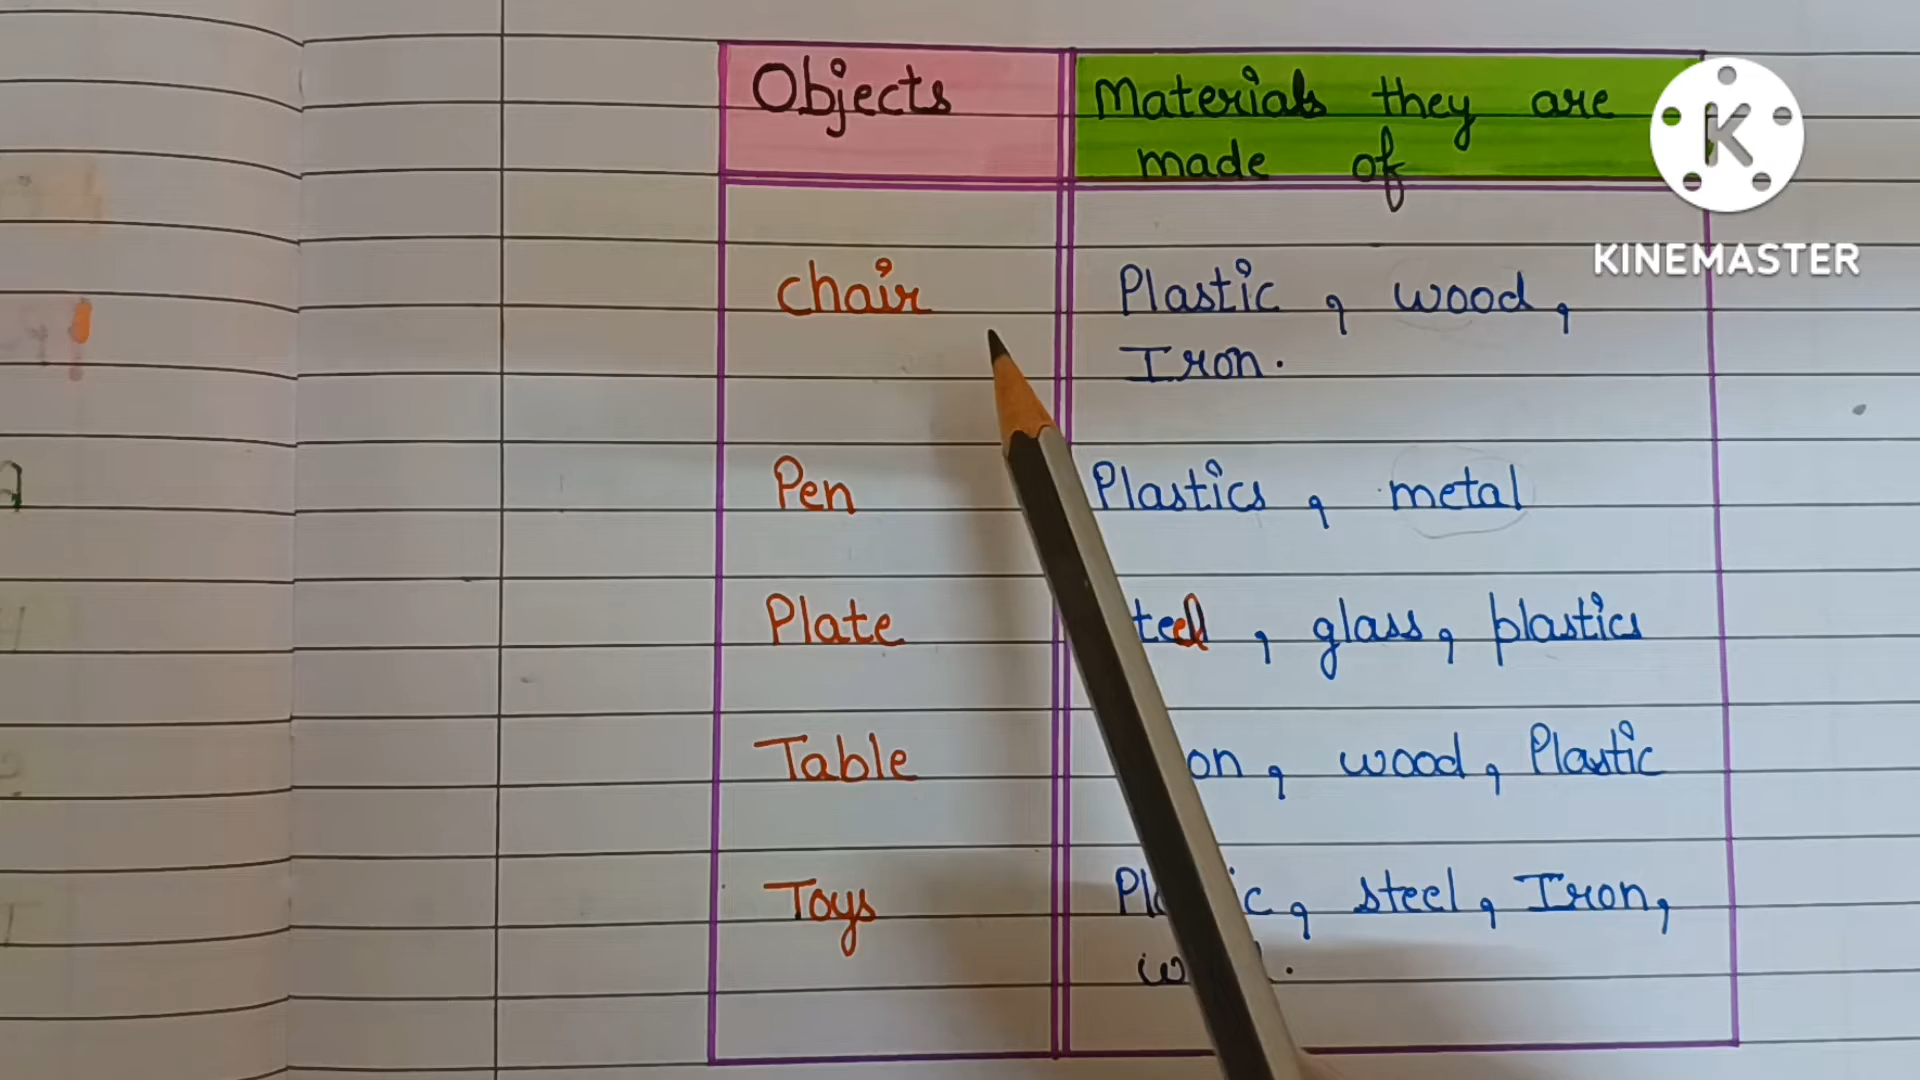 Objects Materials they are
made of
KINEMASTER
chair Plastic, wood,
Iron.
Pen Plastics, metal
Plate glass, plastics
Table wood, Plastic
Toys steel, Iron,